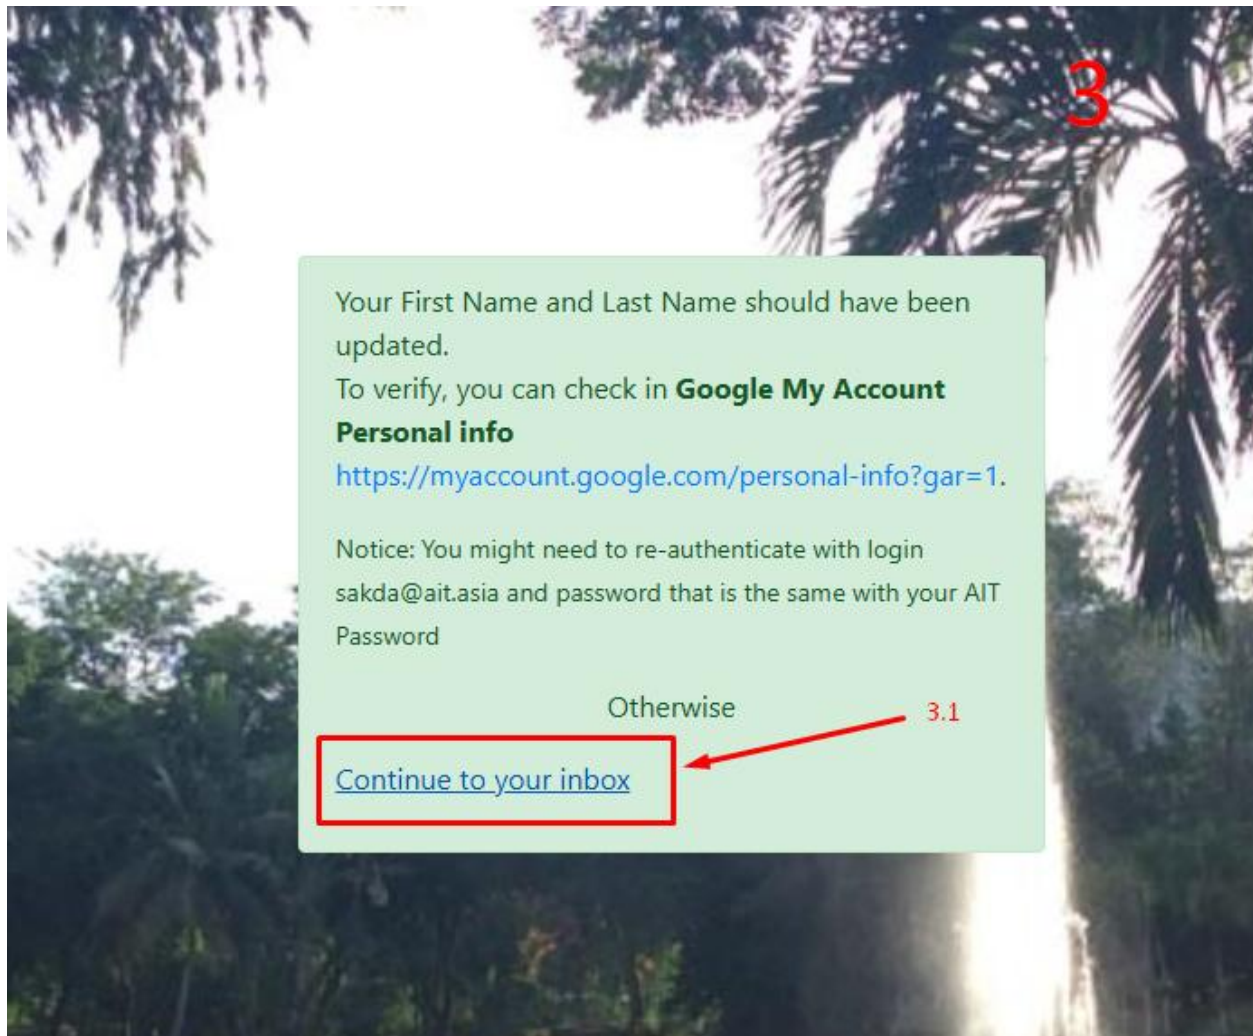 3
Your First Name and Last Name should have been
updated.
To verify, you can check in Google My Account
Personal info
https://myaccount.google.com/personal-info?gar=1.
Notice: You might need to re-authenticate with login
sakda@ait.asia and password that is the same with your AIT
Password
Otherwise
3.1
Continue to your inbox